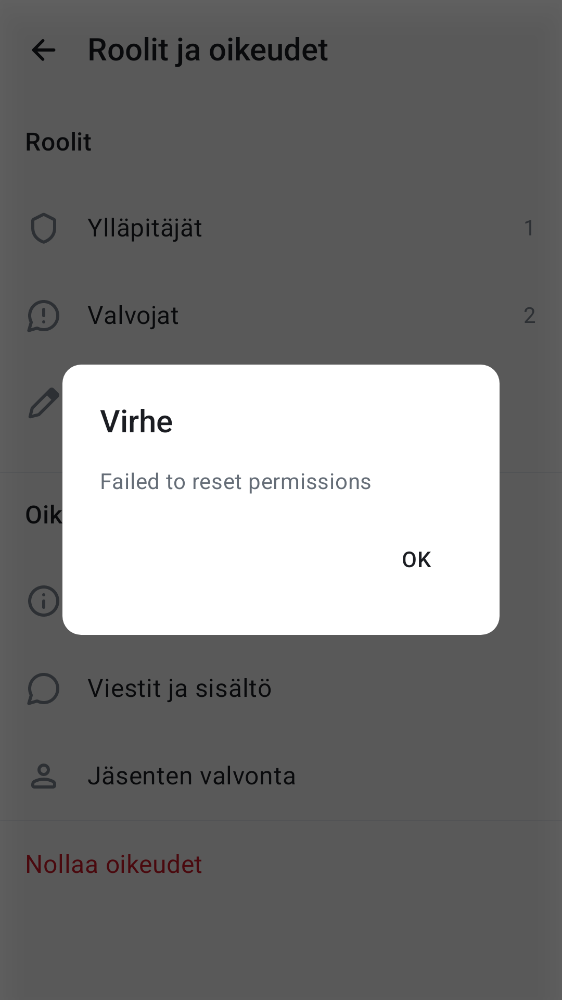 Roolit ja oikeudet
Roolit
Ylläpitäjät 1
Valvojat 2
Virhe
Failed to reset permissions
Oik
OK
Viestit ja sisältö
Jäsenten valvonta
Nollaa oikeudet